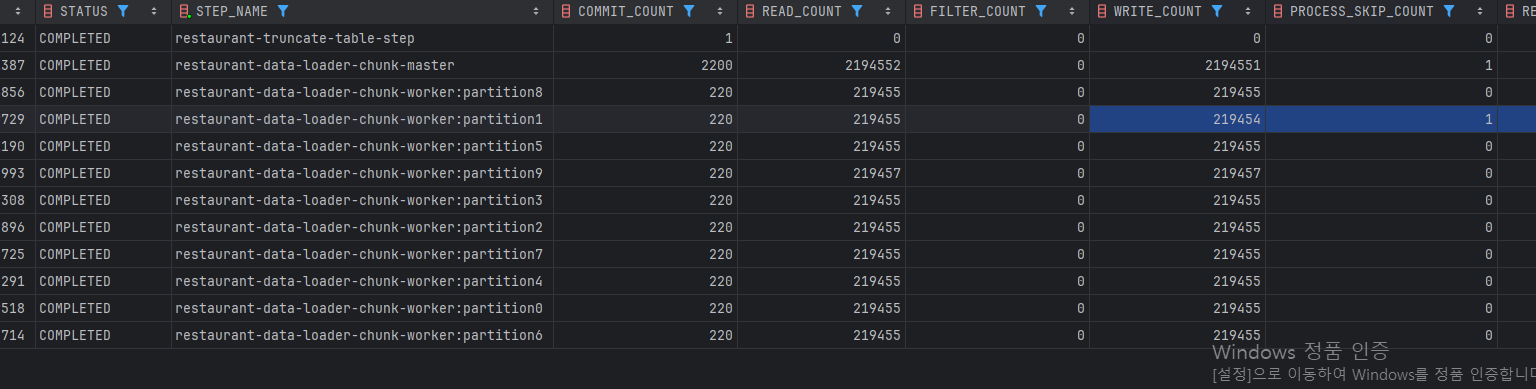 STATUS STEP_NAME COMMIT_COUNT READ_COUNT FILTER_COUNT WRITE_COUNT PROCESS_SKIP_COUNT RE
124 COMPLETED restaurant-truncate-table-step 1 0 0 0 0
387 COMPLETED restaurant-data-loader-chunk-master 2200 2194552 0 2194551 1
856 COMPLETED restaurant-data-loader-chunk-worker:partition8 220 219455 0 219455 0
729 COMPLETED restaurant-data-loader-chunk-worker:partition1 220 219455 0 219454 1
190 COMPLETED restaurant-data-loader-chunk-worker:partition5 220 219455 0 219455 0
993 COMPLETED restaurant-data-loader-chunk-worker:partition9 220 219457 0 219457 0
308 COMPLETED restaurant-data-loader-chunk-worker:partition3 220 219455 0 219455 0
896 COMPLETED restaurant-data-loader-chunk-worker:partition2 220 219455 0 219455 0
725 COMPLETED restaurant-data-loader-chunk-worker:partition7 220 219455 0 219455 0
291 COMPLETED restaurant-data-loader-chunk-worker:partition4 220 219455 0 219455 0
518 COMPLETED restaurant-data-loader-chunk-worker:partition0 220 219455 0 219455 0
714 COMPLETED restaurant-data-loader-chunk-worker:partition6 220 219455 0 219455 0
Windows 정품 인증
[설정]으로 이동하여 Windows를 정품 인증합니